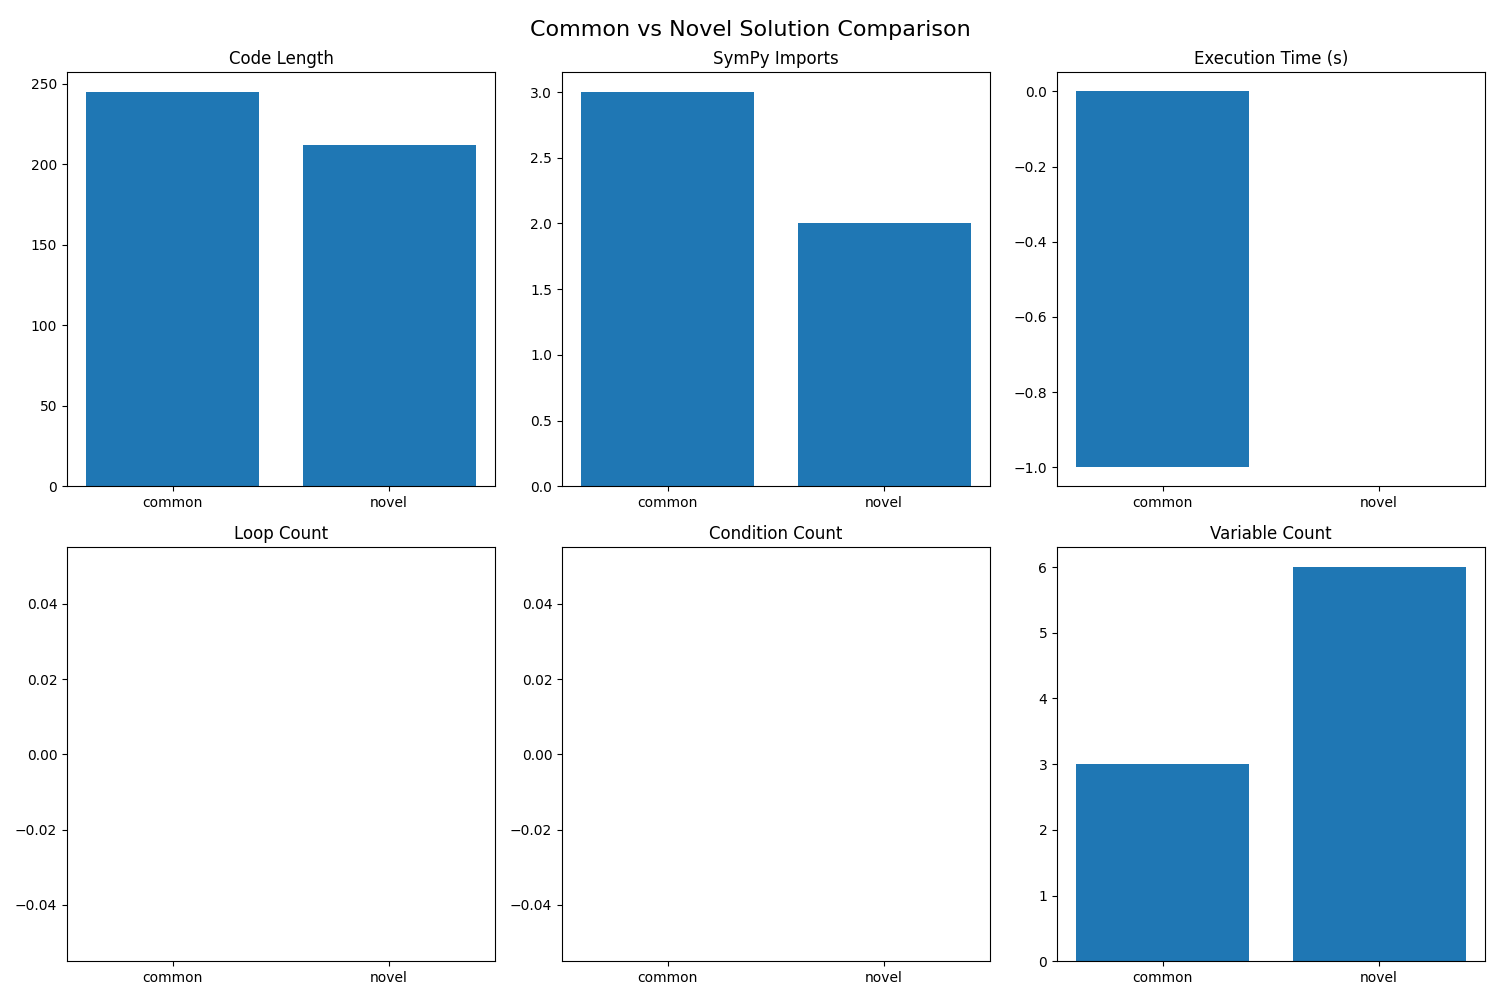 Common vs Novel Solution Comparison
Code Length
250
200
150
100
50
0
common novel
SymPy Imports
3.0
2.5
2.0
1.5
1.0
0.5
0.0
common novel
Execution Time (s)
0.0
−0.2
−0.4
−0.6
−0.8
−1.0
common novel
Loop Count
0.04
0.02
0.00
−0.02
−0.04
common novel
Condition Count
0.04
0.02
0.00
−0.02
−0.04
common novel
Variable Count
6
5
4
3
2
1
0
common novel